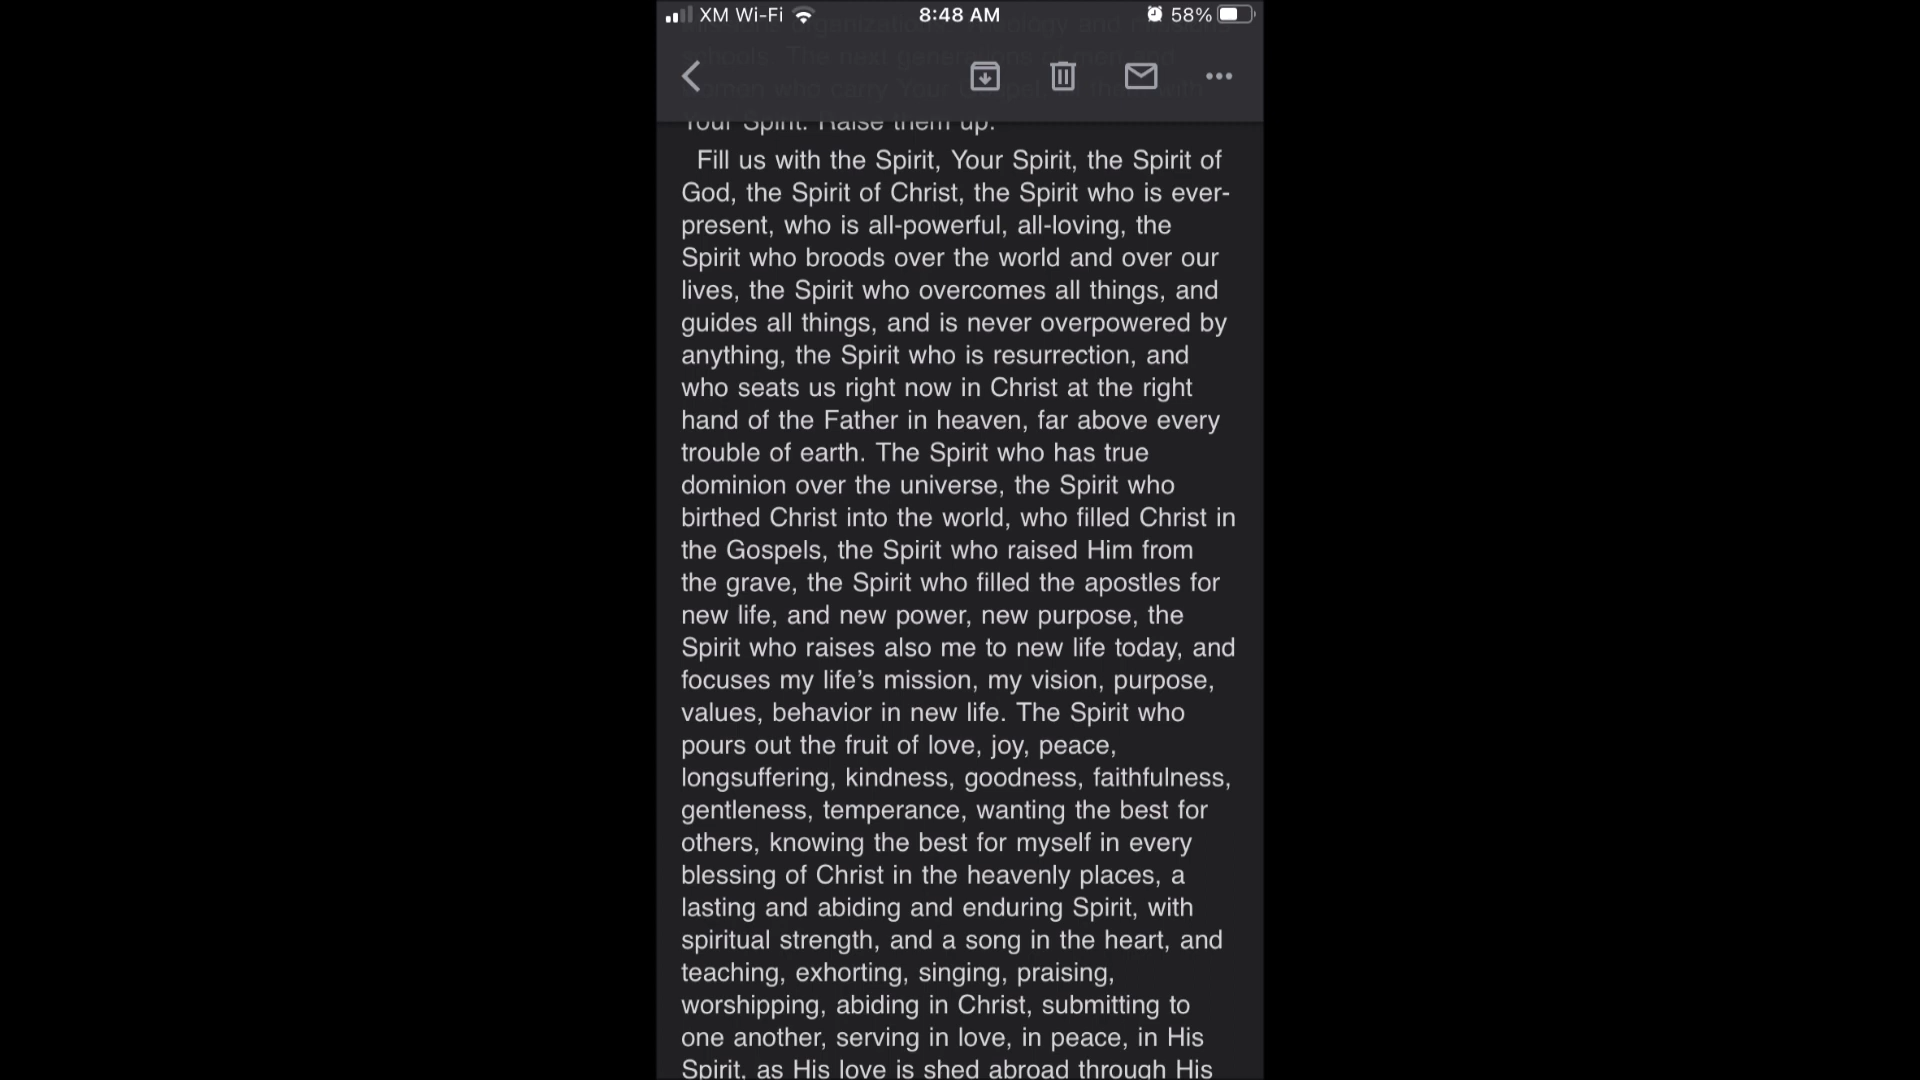 XM Wi-Fi 8:48 AM 58%
Your Spirit. Raise them up.
Fill us with the Spirit, Your Spirit, the Spirit of
God, the Spirit of Christ, the Spirit who is ever-
present, who is all-powerful, all-loving, the
Spirit who broods over the world and over our
lives, the Spirit who overcomes all things, and
guides all things, and is never overpowered by
anything, the Spirit who is resurrection, and
who seats us right now in Christ at the right
hand of the Father in heaven, far above every
trouble of earth. The Spirit who has true
dominion over the universe, the Spirit who
birthed Christ into the world, who filled Christ in
the Gospels, the Spirit who raised Him from
the grave, the Spirit who filled the apostles for
new life, and new power, new purpose, the
Spirit who raises also me to new life today, and
focuses my life’s mission, my vision, purpose,
values, behavior in new life. The Spirit who
pours out the fruit of love, joy, peace,
longsuffering, kindness, goodness, faithfulness,
gentleness, temperance, wanting the best for
others, knowing the best for myself in every
blessing of Christ in the heavenly places, a
lasting and abiding and enduring Spirit, with
spiritual strength, and a song in the heart, and
teaching, exhorting, singing, praising,
worshipping, abiding in Christ, submitting to
one another, serving in love, in peace, in His
Spirit, as His love is shed abroad through His